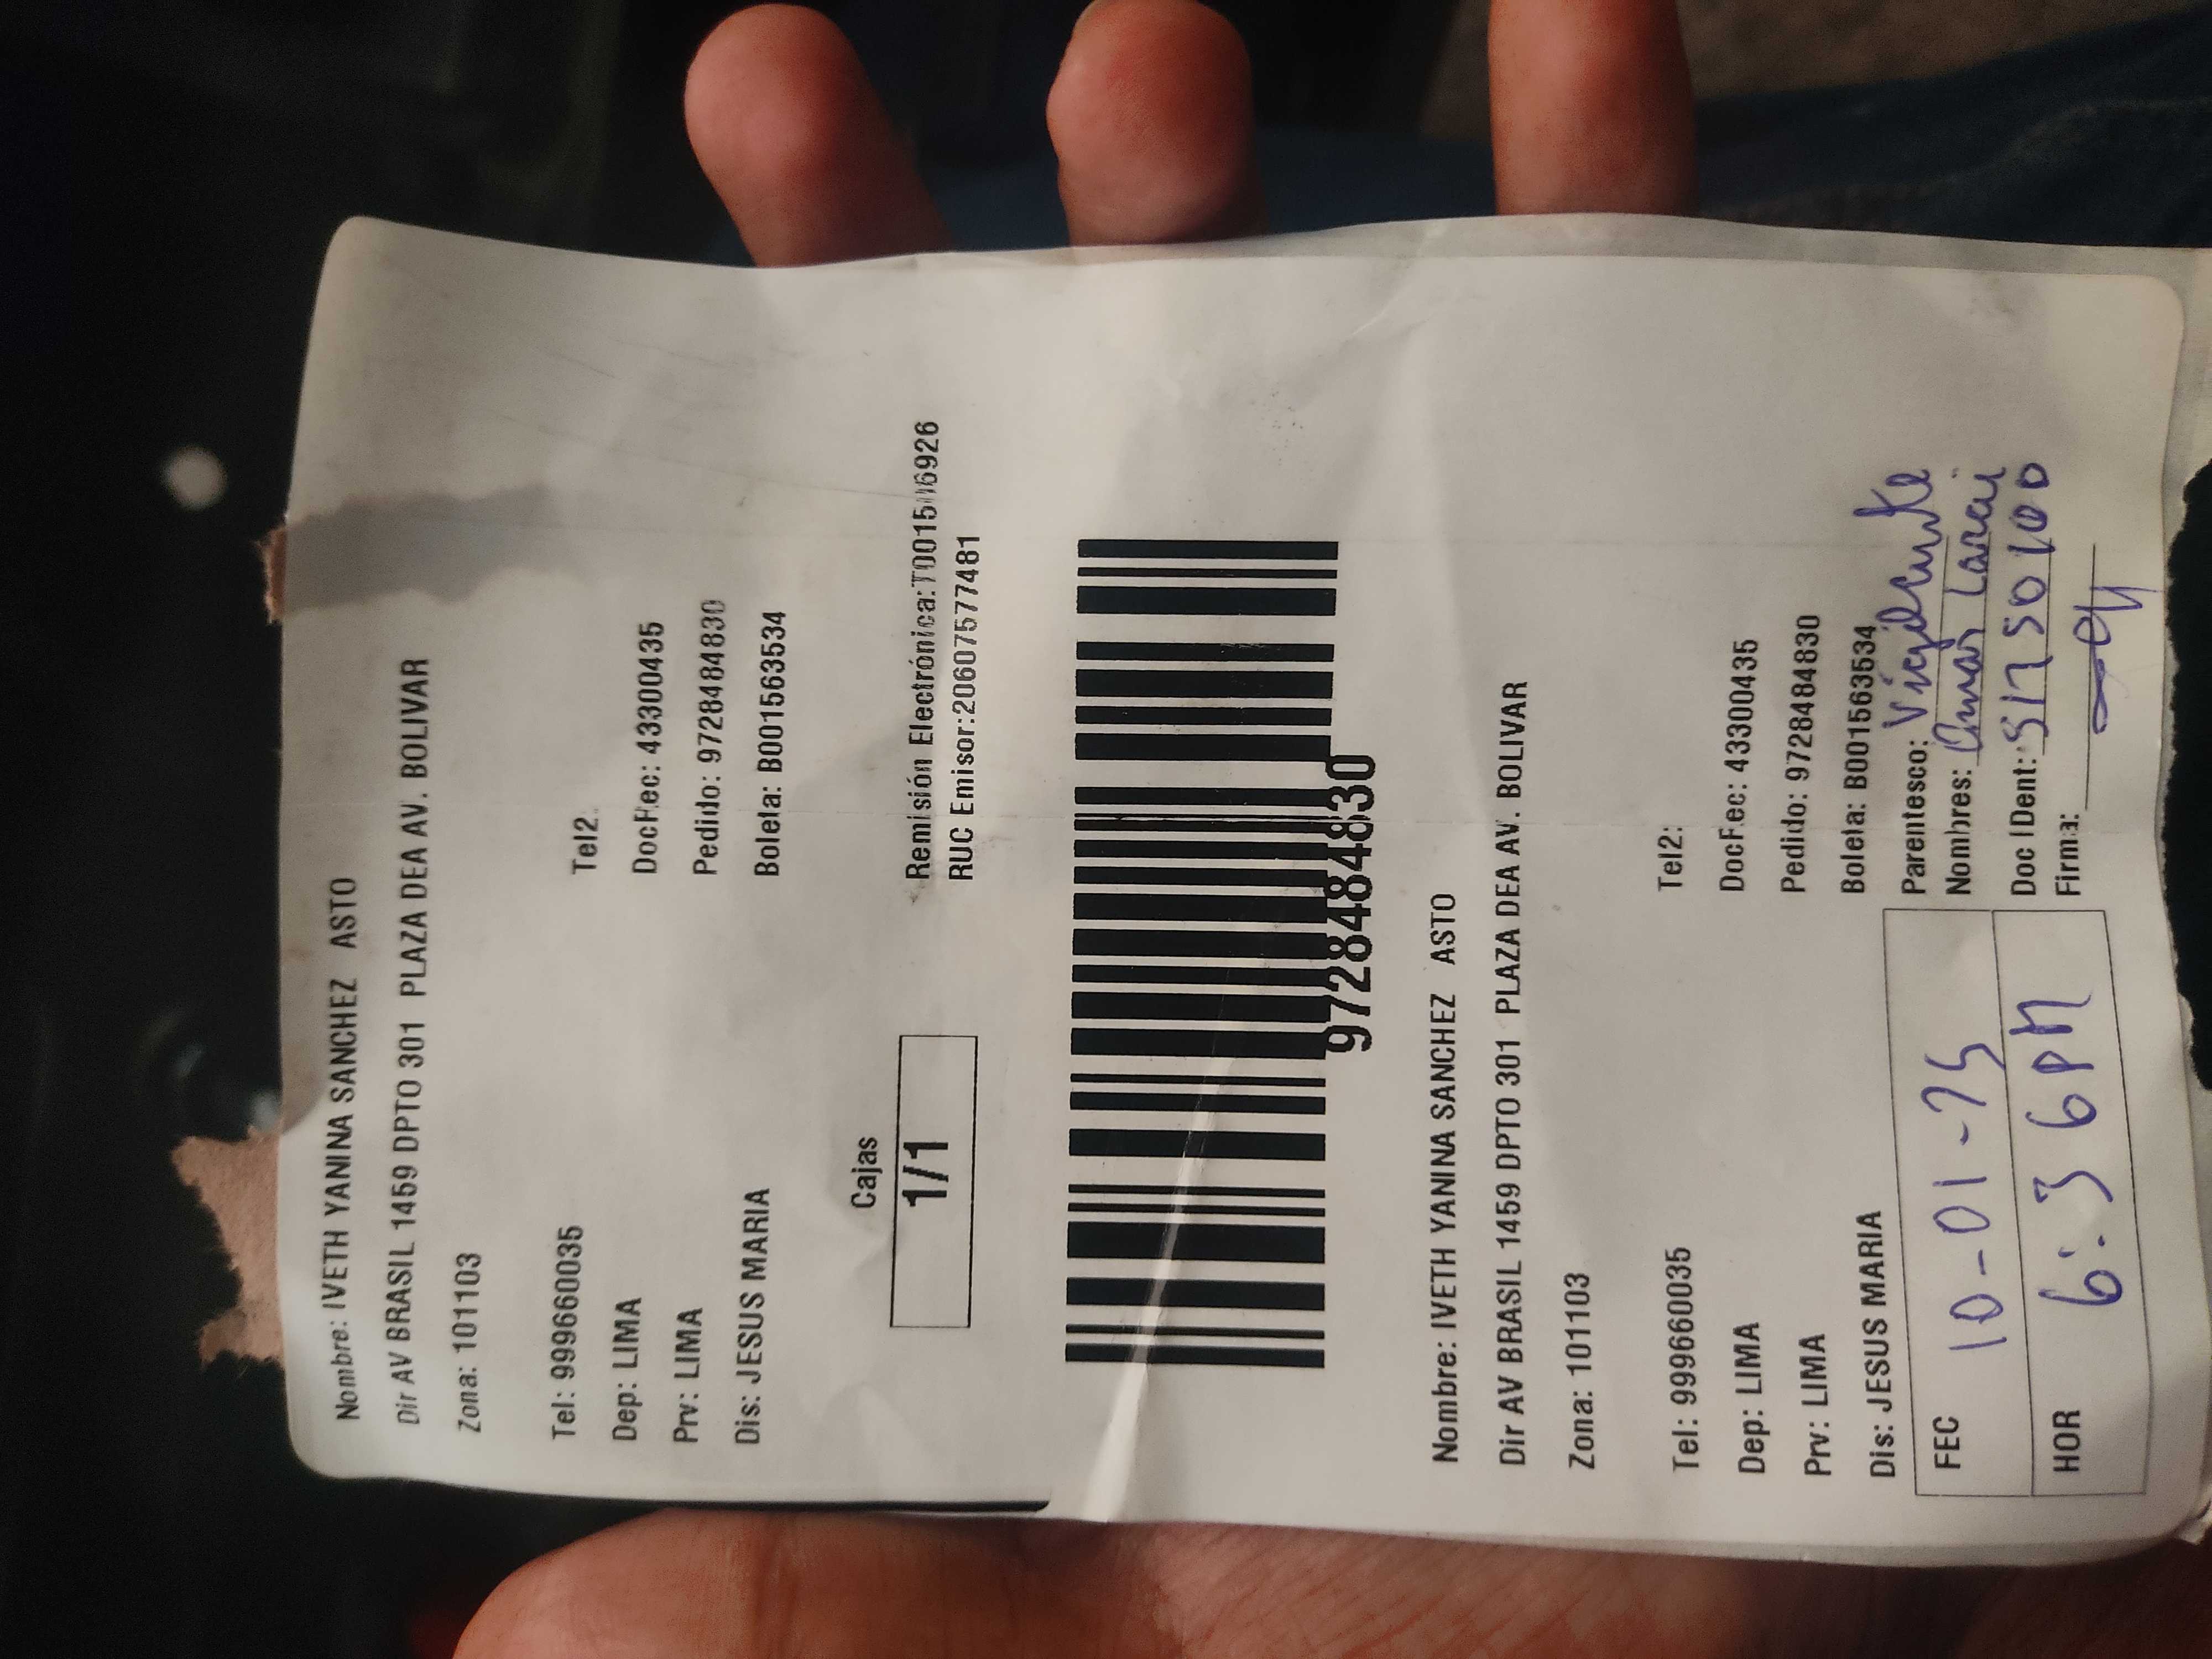 Nombre: IVETH YANINA SANCHEZ ASTO
Dir AV BRASIL 1459 DPTO 301 PLAZA DEA AV. BOLIVAR
Zona: 101103
Tel: 999660035 Tel2:
Dep: LIMA DocFec: 43300435
Prv: LIMA Pedido: 9728484830
Dis: JESUS MARIA Boleta: B001563534
Cajas
1/1
Remisión Electrónica:
RUC Emisor:20607577481
9728484830
Nombre: IVETH YANINA SANCHEZ ASTO
Dir AV BRASIL 1459 DPTO 301 PLAZA DEA AV. BOLIVAR
Zona: 101103
Tel: 999660035 Tel2:
Dep: LIMA DocFec: 43300435
Prv: LIMA Pedido: 9728484830
Dis: JESUS MARIA Boleta: B001563534
Parentesco: Vigilante
Nombres:
Doc IDent:
Firma:
FEC 10-01-25
HOR 6:36PM